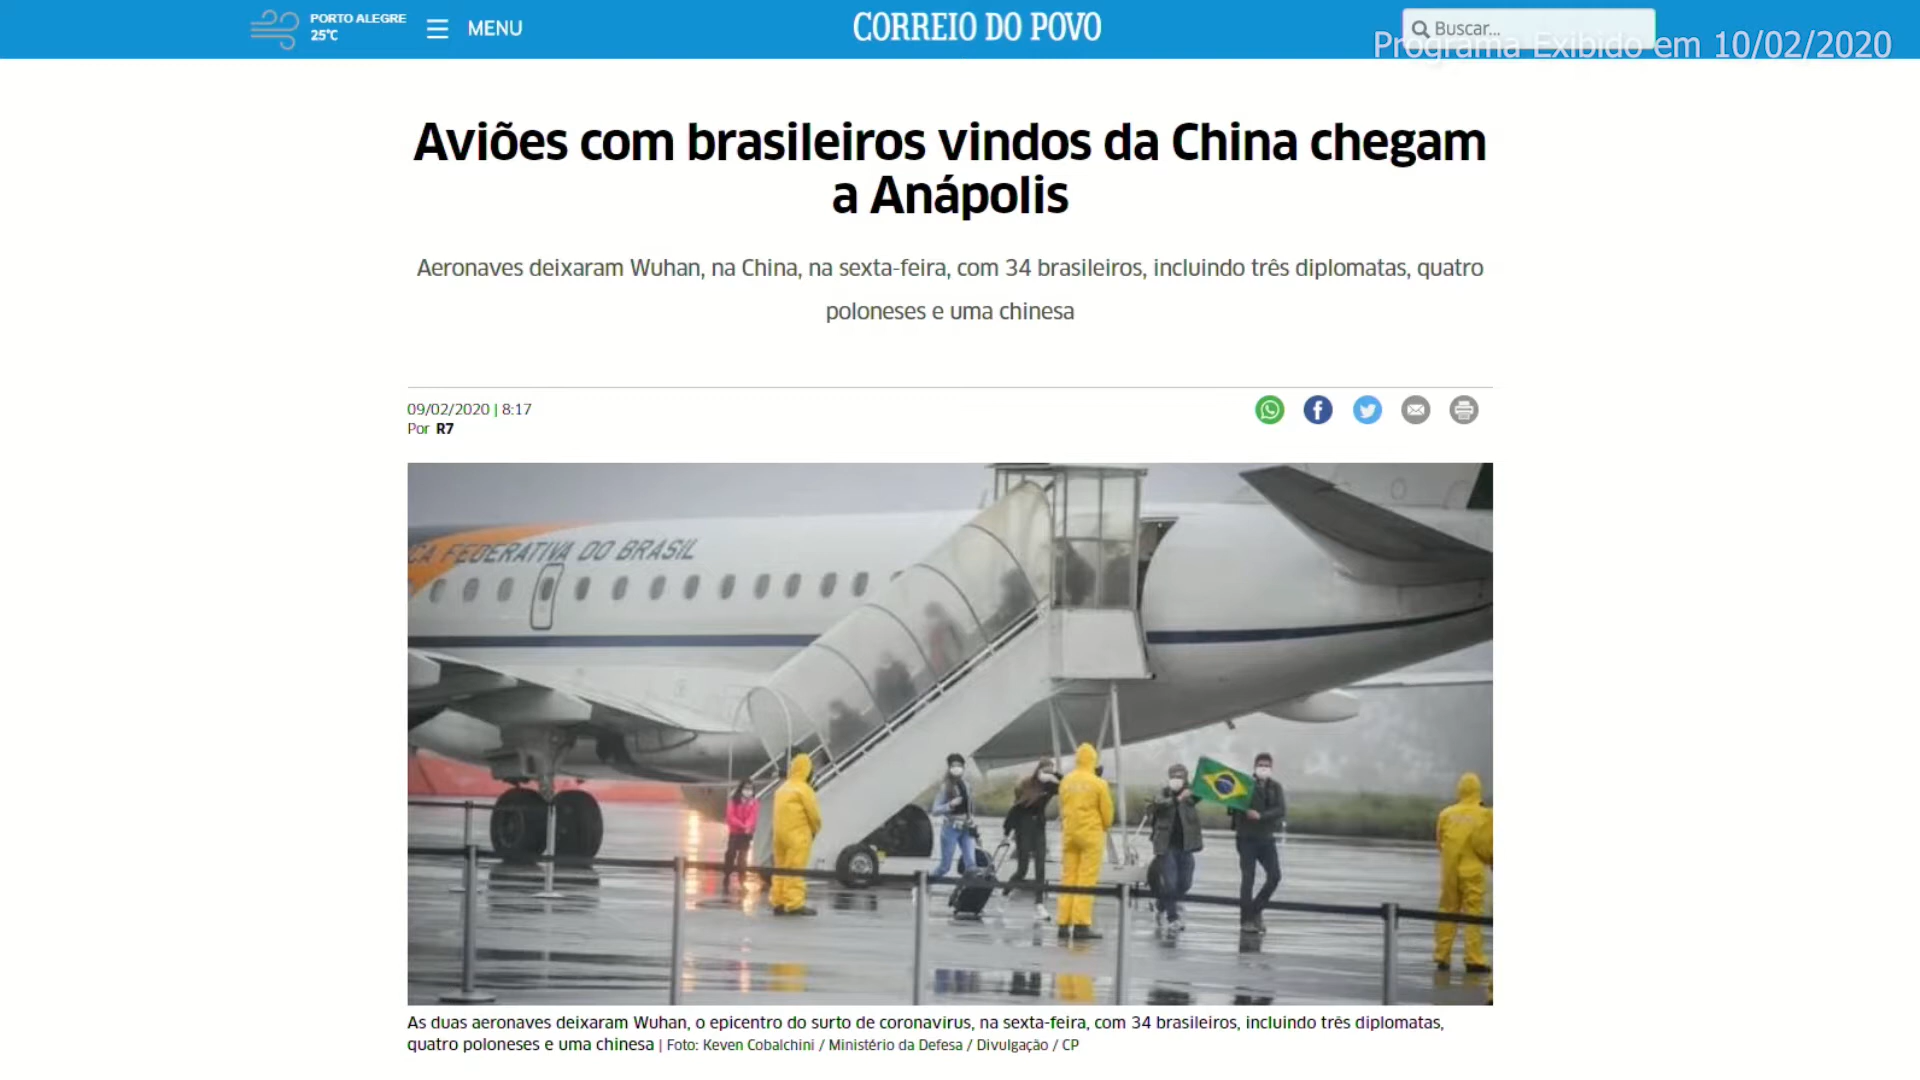 PORTO ALEGRE
25°C
MENU
CORREIO DO POVO
Buscar...
Programa Exibido em 10/02/2020
Aviões com brasileiros vindos da China chegam
a Anápolis
Aeronaves deixaram Wuhan, na China, na sexta-feira, com 34 brasileiros, incluindo três diplomatas, quatro
poloneses e uma chinesa
09/02/2020 | 8:17
Por R7
CA FEDERATIVA DO BRASIL
As duas aeronaves deixaram Wuhan, o epicentro do surto de coronavírus, na sexta-feira, com 34 brasileiros, incluindo três diplomatas,
quatro poloneses e uma chinesa | Foto: Keven Cobalchini / Ministério da Defesa / Divulgação / CP